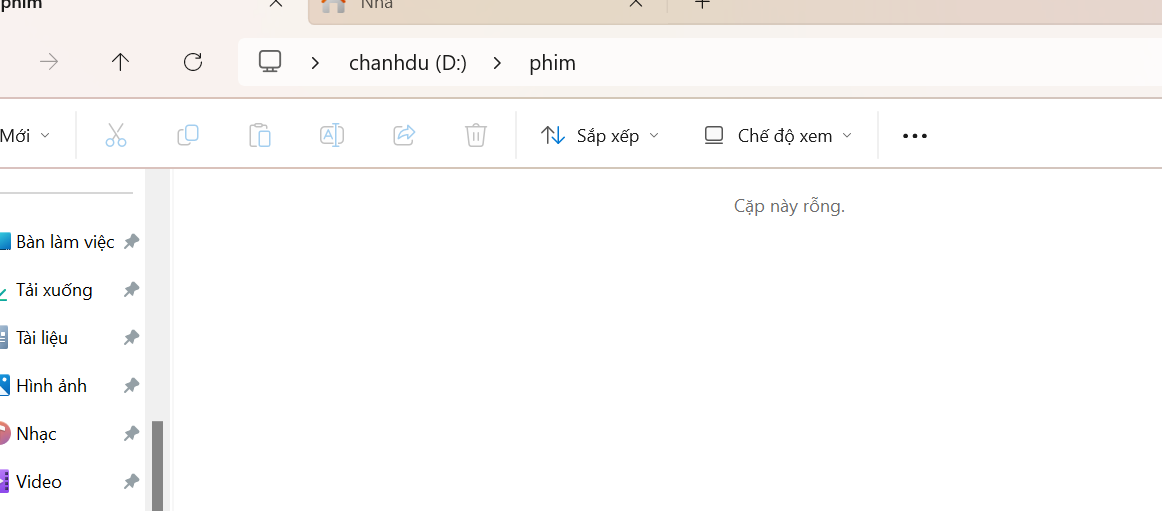 phim
Nhà
chanhdu (D:)
phim
Mới
Sắp xếp
Chế độ xem
Cặp này rỗng.
Bàn làm việc
Tải xuống
Tài liệu
Hình ảnh
Nhạc
Video